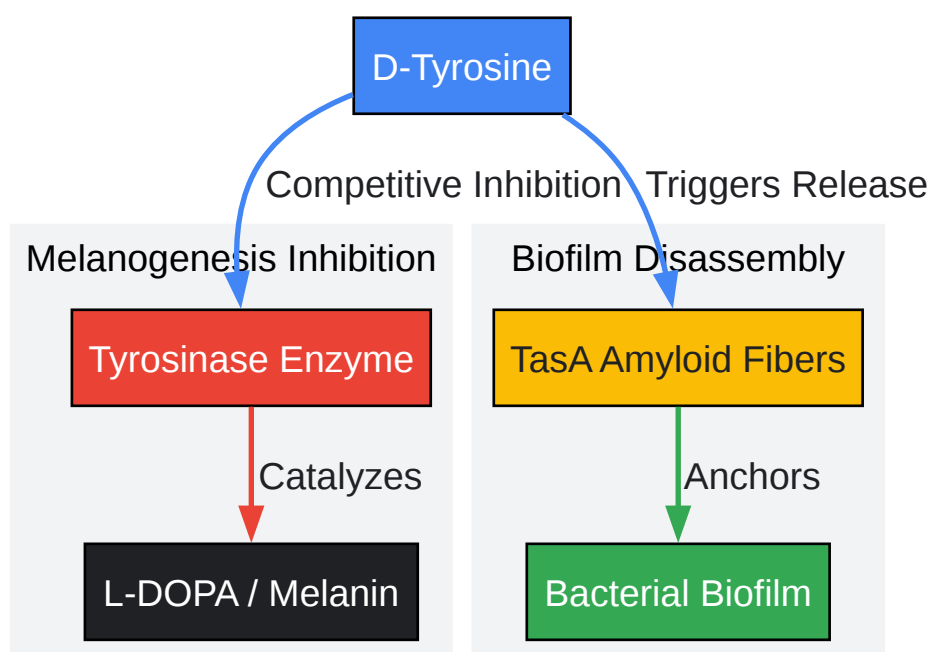 D-Tyrosine
Competitive Inhibition
Triggers Release
Melanogenesis Inhibition
Biofilm Disassembly
Tyrosinase Enzyme
TasA Amyloid Fibers
Catalyzes
Anchors
L-DOPA / Melanin
Bacterial Biofilm